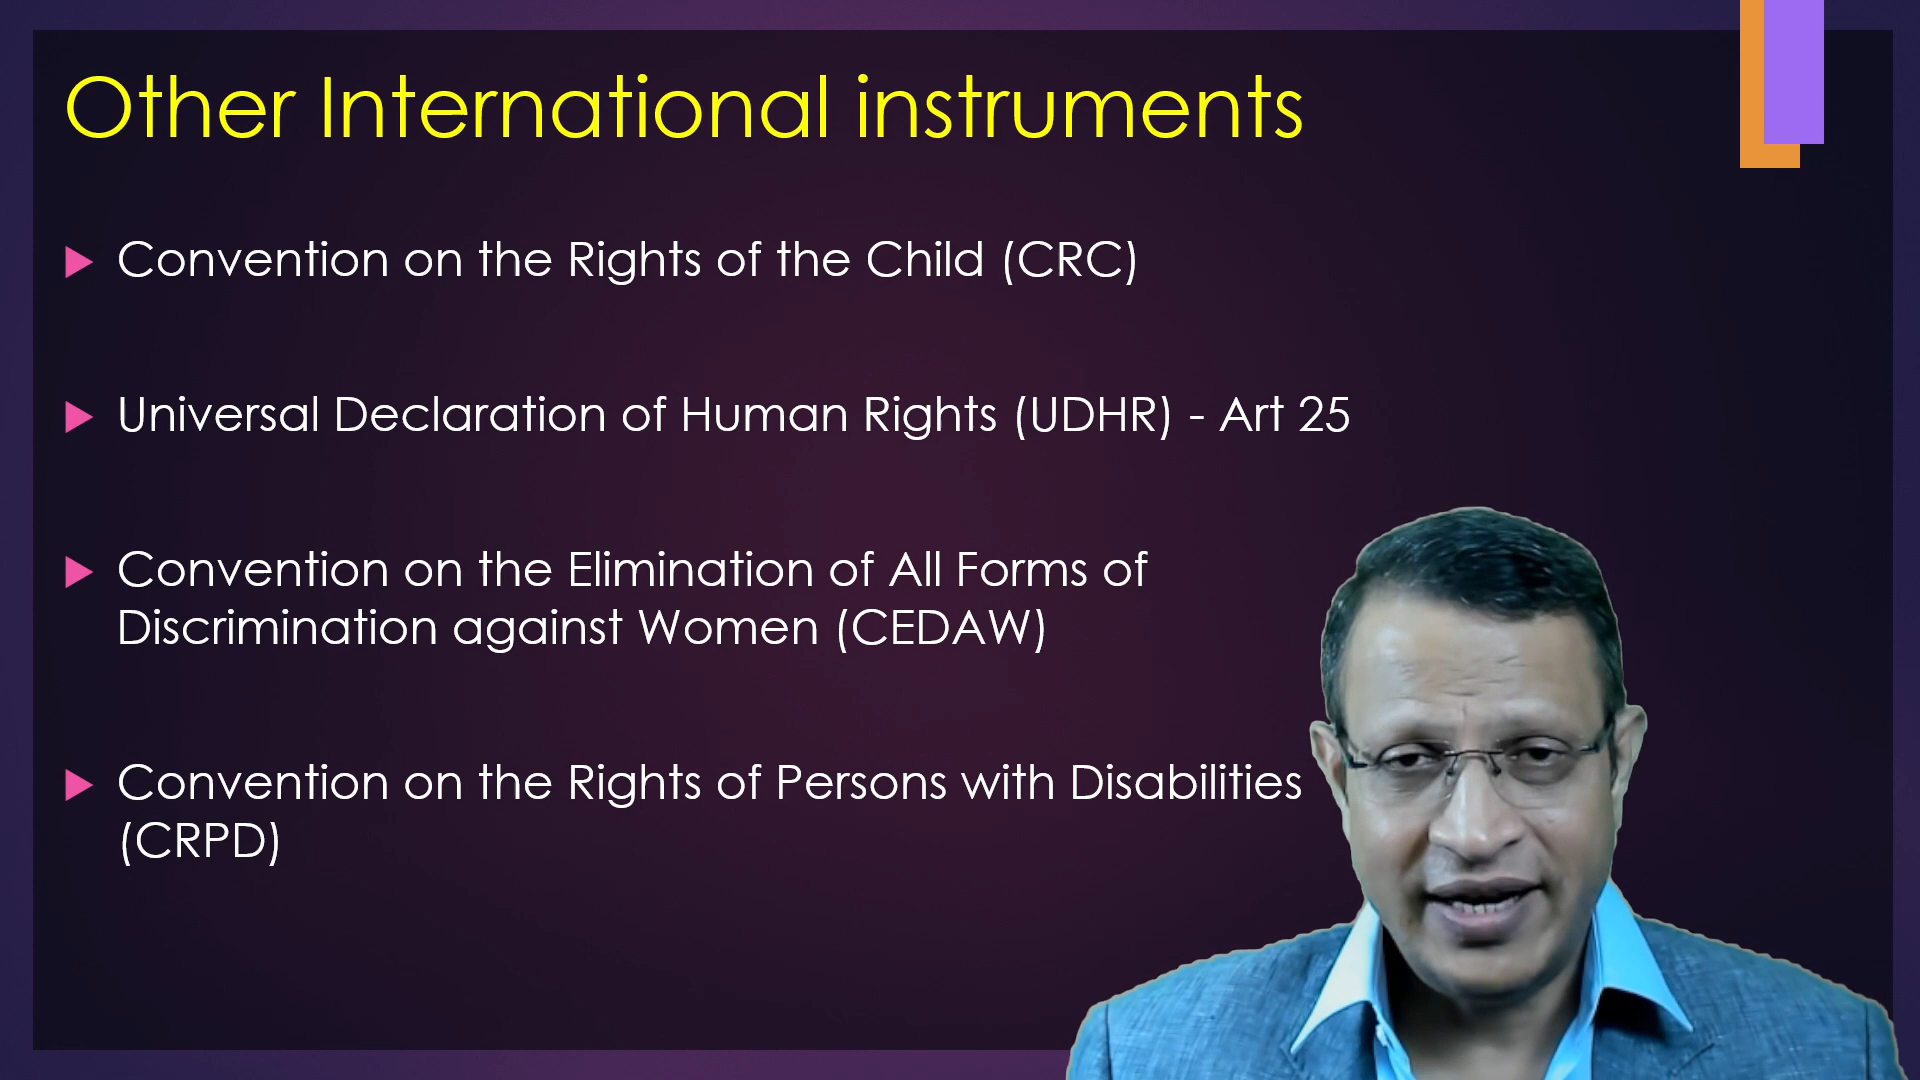 Other International instruments
Convention on the Rights of the Child (CRC)
Universal Declaration of Human Rights (UDHR) - Art 25
Convention on the Elimination of All Forms of
Discrimination against Women (CEDAW)
Convention on the Rights of Persons with Disabilities
(CRPD)